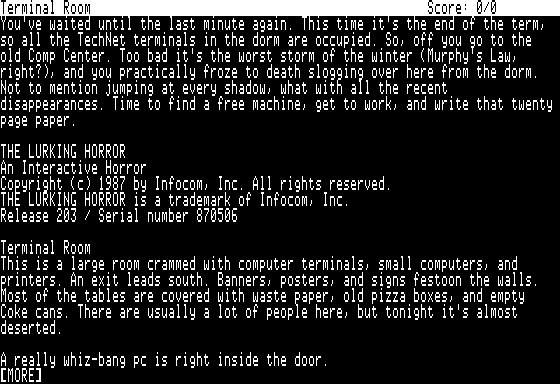 Terminal Room Score: 0/0
You've waited until the last minute again. This time it's the end of the term,
so all the TechNet terminals in the dorm are occupied. So, off you go to the
old Comp Center. Too bad it's the worst storm of the winter (Murphy's Law,
right?), and you practically froze to death slogging over here from the dorm.
Not to mention jumping at every shadow, what with all the recent
disappearances. Time to find a free machine, get to work, and write that twenty
page paper.

THE LURKING HORROR
An Interactive Horror
Copyright (c) 1987 by Infocom, Inc. All rights reserved.
THE LURKING HORROR is a trademark of Infocom, Inc.
Release 203 / Serial number 870506

Terminal Room
This is a large room crammed with computer terminals, small computers, and
printers. An exit leads south. Banners, posters, and signs festoon the walls.
Most of the tables are covered with waste paper, old pizza boxes, and empty
Coke cans. There are usually a lot of people here, but tonight it's almost
deserted.

A really whiz-bang pc is right inside the door.
[MORE]